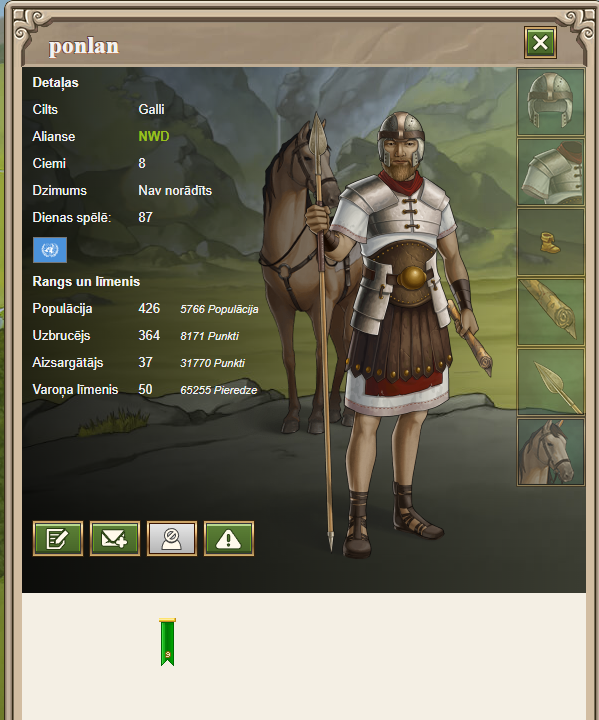 ponlan
Detaļas
Cilts Galli
Alianse NWD
Ciemi 8
Dzimums Nav norādīts
Dienas spēlē: 87
Rangs un līmenis
Populācija 426 5766 Populācija
Uzbrucējs 364 8171 Punkti
Aizsargātājs 37 31770 Punkti
Varoņa līmenis 50 65255 Pieredze
9